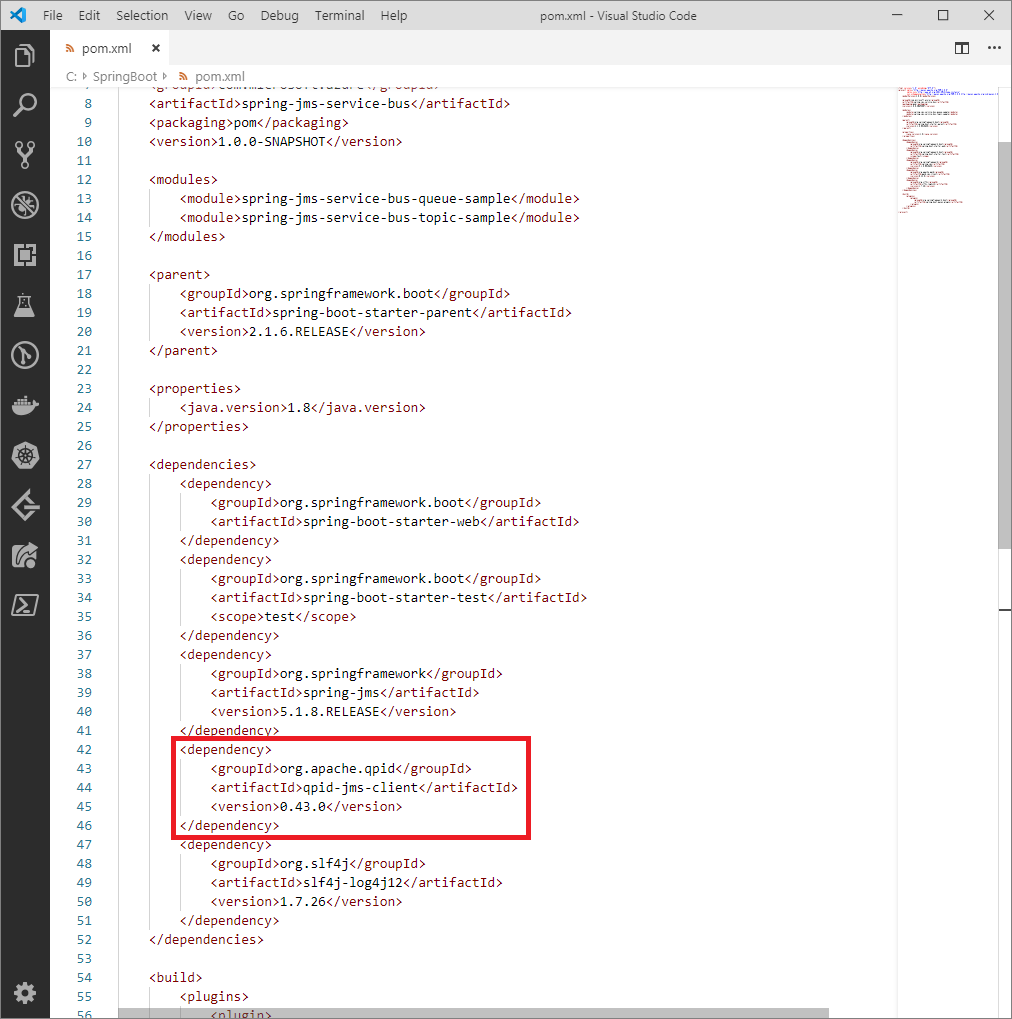 File Edit Selection View Go Debug Terminal Help pom.xml - Visual Studio Code
pom.xml
C: SpringBoot pom.xml
7 <groupId>com.microsoft.azure</groupId>
8 <artifactId>spring-jms-service-bus</artifactId>
9 <packaging>pom</packaging>
10 <version>1.0.0-SNAPSHOT</version>
11
12 <modules>
13 <module>spring-jms-service-bus-queue-sample</module>
14 <module>spring-jms-service-bus-topic-sample</module>
15 </modules>
16
17 <parent>
18 <groupId>org.springframework.boot</groupId>
19 <artifactId>spring-boot-starter-parent</artifactId>
20 <version>2.1.6.RELEASE</version>
21 </parent>
22
23 <properties>
24 <java.version>1.8</java.version>
25 </properties>
26
27 <dependencies>
28 <dependency>
29 <groupId>org.springframework.boot</groupId>
30 <artifactId>spring-boot-starter-web</artifactId>
31 </dependency>
32 <dependency>
33 <groupId>org.springframework.boot</groupId>
34 <artifactId>spring-boot-starter-test</artifactId>
35 <scope>test</scope>
36 </dependency>
37 <dependency>
38 <groupId>org.springframework</groupId>
39 <artifactId>spring-jms</artifactId>
40 <version>5.1.8.RELEASE</version>
41 </dependency>
42 <dependency>
43 <groupId>org.apache.qpid</groupId>
44 <artifactId>qpid-jms-client</artifactId>
45 <version>0.43.0</version>
46 </dependency>
47 <dependency>
48 <groupId>org.slf4j</groupId>
49 <artifactId>slf4j-log4j12</artifactId>
50 <version>1.7.26</version>
51 </dependency>
52 </dependencies>
53
54 <build>
55 <plugins>
56 <plugin>